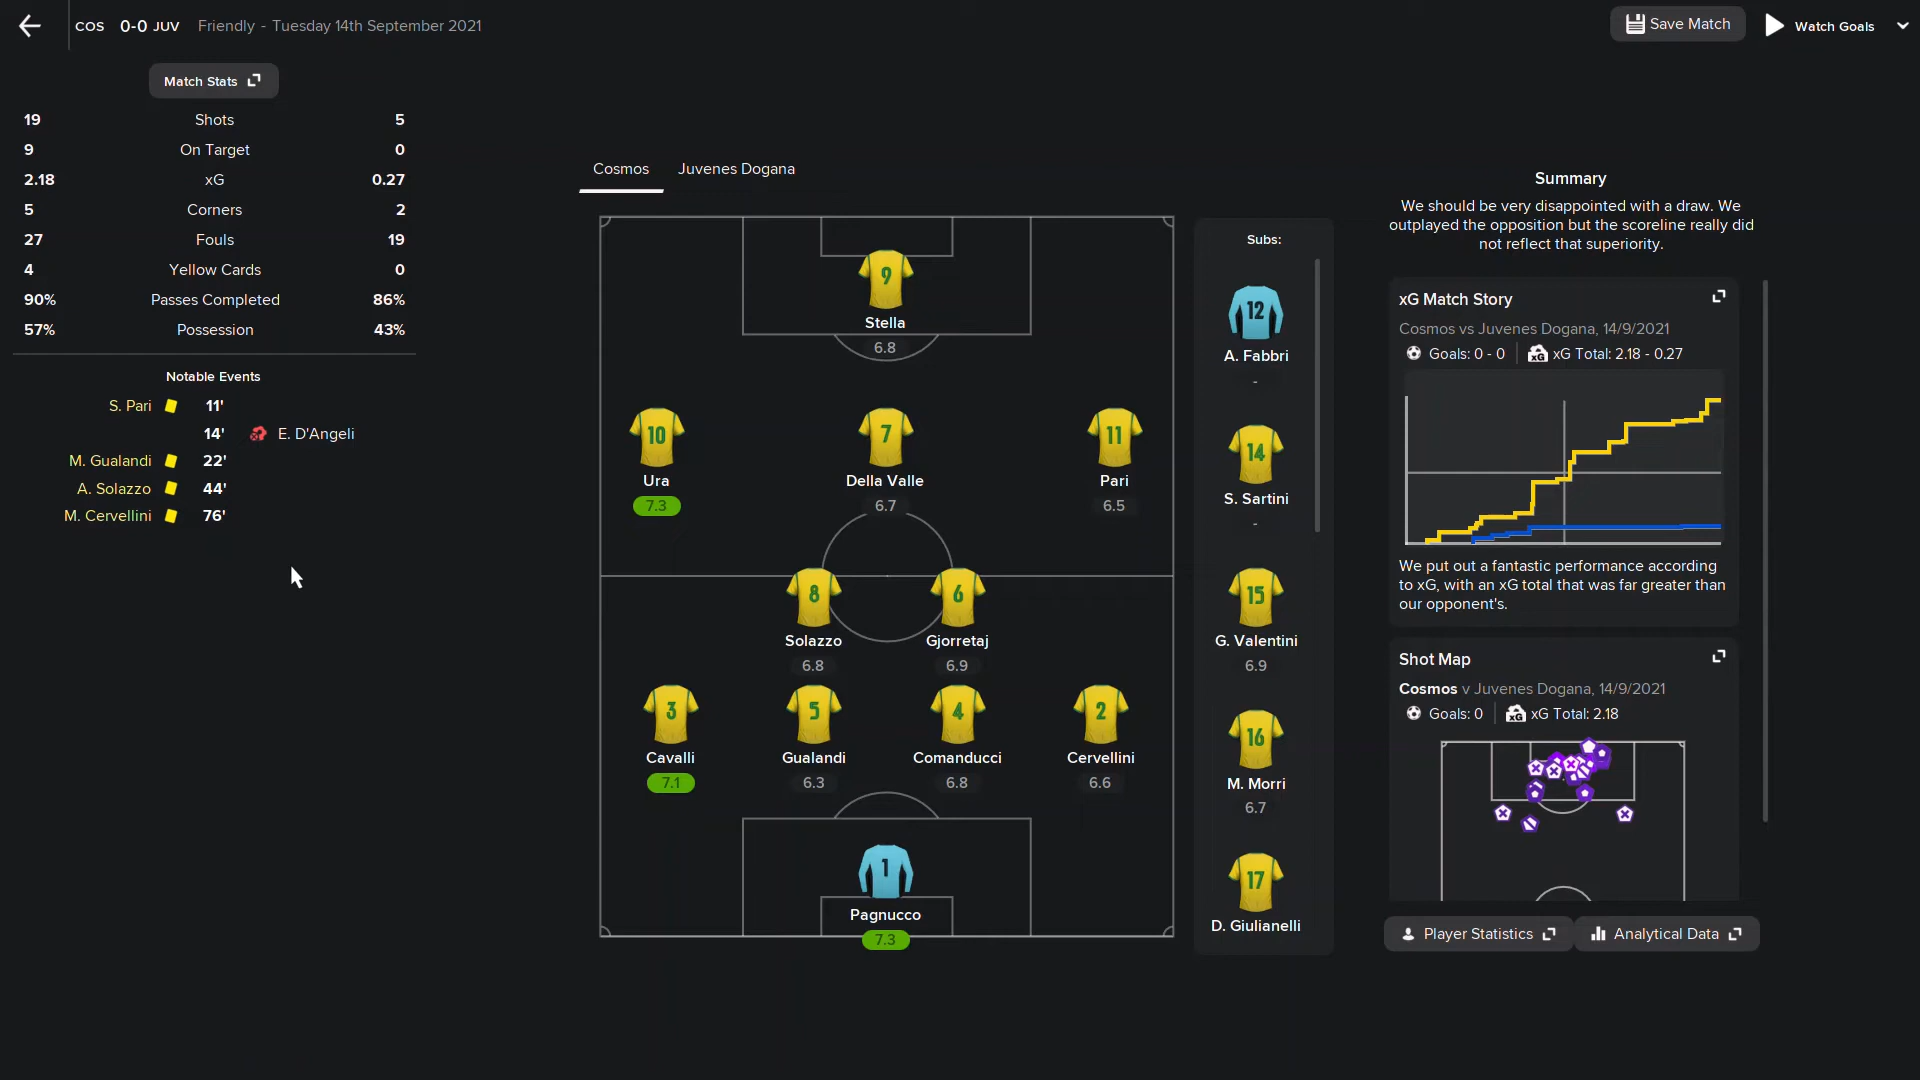 COS 0-0 JUV Friendly - Tuesday 14th September 2021
Save Match
Watch Goals
Match Stats
19 Shots 5
9 On Target 0
2.18 xG 0.27
5 Corners 2
27 Fouls 19
4 Yellow Cards 0
90% Passes Completed 86%
57% Possession 43%
Notable Events
S. Pari 11'
14' E. D'Angeli
M. Gualandi 22'
A. Solazzo 44'
M. Cervellini 76'
Cosmos Juvenes Dogana
9
Stella
6.8
10 7 11
Ura Della Valle Pari
7.3 6.7 6.5
8 6
Solazzo Gjorretaj
6.8 6.9
3 5 4 2
Cavalli Gualandi Comanducci Cervellini
7.1 6.3 6.8 6.6
1
Pagnucco
7.3
Subs:
12
A. Fabbri
-
14
S. Sartini
-
15
G. Valentini
6.9
16
M. Morri
6.7
17
D. Giulianelli
Summary
We should be very disappointed with a draw. We
outplayed the opposition but the scoreline really did
not reflect that superiority.
xG Match Story
Cosmos vs Juvenes Dogana, 14/9/2021
Goals: 0 - 0 xG xG Total: 2.18 - 0.27
We put out a fantastic performance according
to xG, with an xG total that was far greater than
our opponent's.
Shot Map
Cosmos v Juvenes Dogana, 14/9/2021
Goals: 0 xG xG Total: 2.18
Player Statistics
Analytical Data